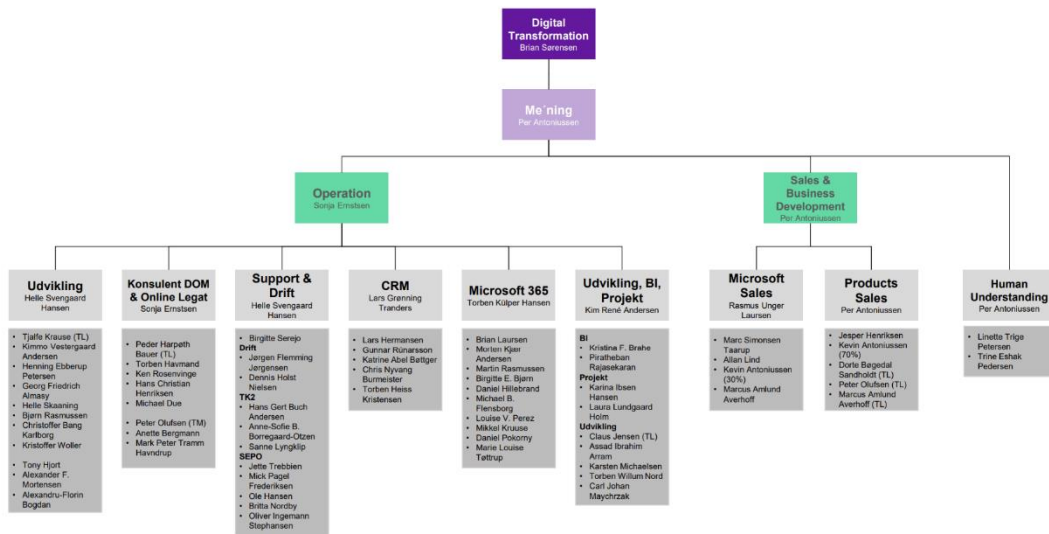 Digital
Transformation
Brian Sørensen
Me´ning
Per Antoniussen
Operation
Sonja Ernstsen
Sales &
Business
Development
Per Antoniussen
Udvikling
Helle Svengaard
Hansen
• Tjalfe Krause (TL)
• Kimmo Vestergaard
Andersen
• Henning Ebberup
Petersen
• Georg Friedrich
Almasy
• Helle Skaaning
• Bjørn Rasmussen
• Christoffer Bang
Karlborg
• Kristoffer Woller
• Tony Hjort
• Alexander F.
Mortensen
• Alexandru-Florin
Bogdan
Konsulent DOM
& Online Legat
Sonja Ernstsen
• Peder Harpøth
Bauer (TL)
• Torben Havmand
• Ken Rosenvinge
• Hans Christian
Henriksen
• Michael Due
• Peter Olufsen (TM)
• Anette Bergmann
• Mark Peter Tramm
Havndrup
Support &
Drift
Helle Svengaard
Hansen
• Birgitte Serejo
Drift
• Jørgen Flemming
Jørgensen
• Dennis Holst
Nielsen
TK2
• Hans Gert Buch
Andersen
• Anne-Sofie B.
Borregaard-Otzen
• Sanne Lyngklip
SEPO
• Jette Trebbien
• Mick Pagel
Frederiksen
• Ole Hansen
• Britta Nordby
• Oliver Ingemann
Stephansen
CRM
Lars Grønning
Tranders
• Lars Hermansen
• Gunnar Rúnarsson
• Katrine Abel Bøttger
• Chris Nyvang
Burmeister
• Torben Heiss
Kristensen
Microsoft 365
Torben Külper Hansen
• Brian Laursen
• Morten Kjær
Andersen
• Martin Rasmussen
• Birgitte E. Bjørn
• Daniel Hillebrand
• Michael B.
Flensborg
• Louise V. Perez
• Mikkel Kruuse
• Daniel Pokorny
• Marie Louise
Tøttrup
Udvikling, BI,
Projekt
Kim René Andersen
BI
• Kristina F. Brahe
• Piratheban
Rajasekaran
Projekt
• Karina Ibsen
Hansen
• Laura Lundgaard
Holm
Udvikling
• Claus Jensen (TL)
• Assad Ibrahim
Arram
• Karsten Michaelsen
• Torben Willum Nord
• Carl Johan
Maychrzak
Microsoft
Sales
Rasmus Unger
Laursen
• Marc Simonsen
Taarup
• Allan Lind
• Kevin Antoniussen
(30%)
• Marcus Amlund
Averhoff
Products
Sales
Per Antoniussen
• Jesper Henriksen
• Kevin Antoniussen
(70%)
• Dorte Bøgedal
Sandholdt (TL)
• Peter Olufsen (TL)
• Marcus Amlund
Averhoff (TL)
Human
Understanding
Per Antoniussen
• Linette Trige
Petersen
• Trine Eshak
Pedersen